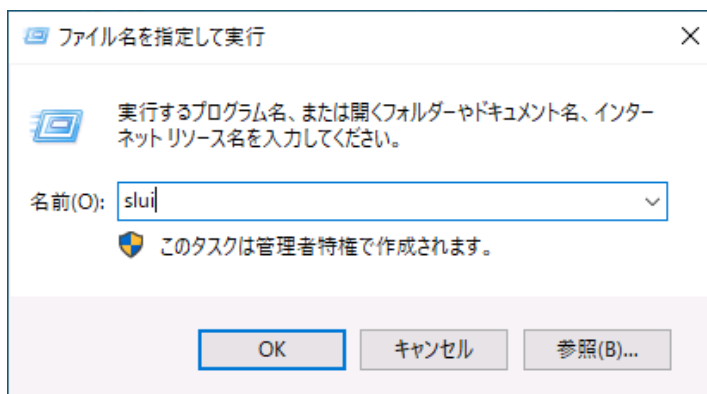 ファイル名を指定して実行
実行するプログラム名、または開くフォルダーやドキュメント名、インター
ネット リソース名を入力してください。
名前(O): slui
このタスクは管理者特権で作成されます。
OK キャンセル 参照(B)...